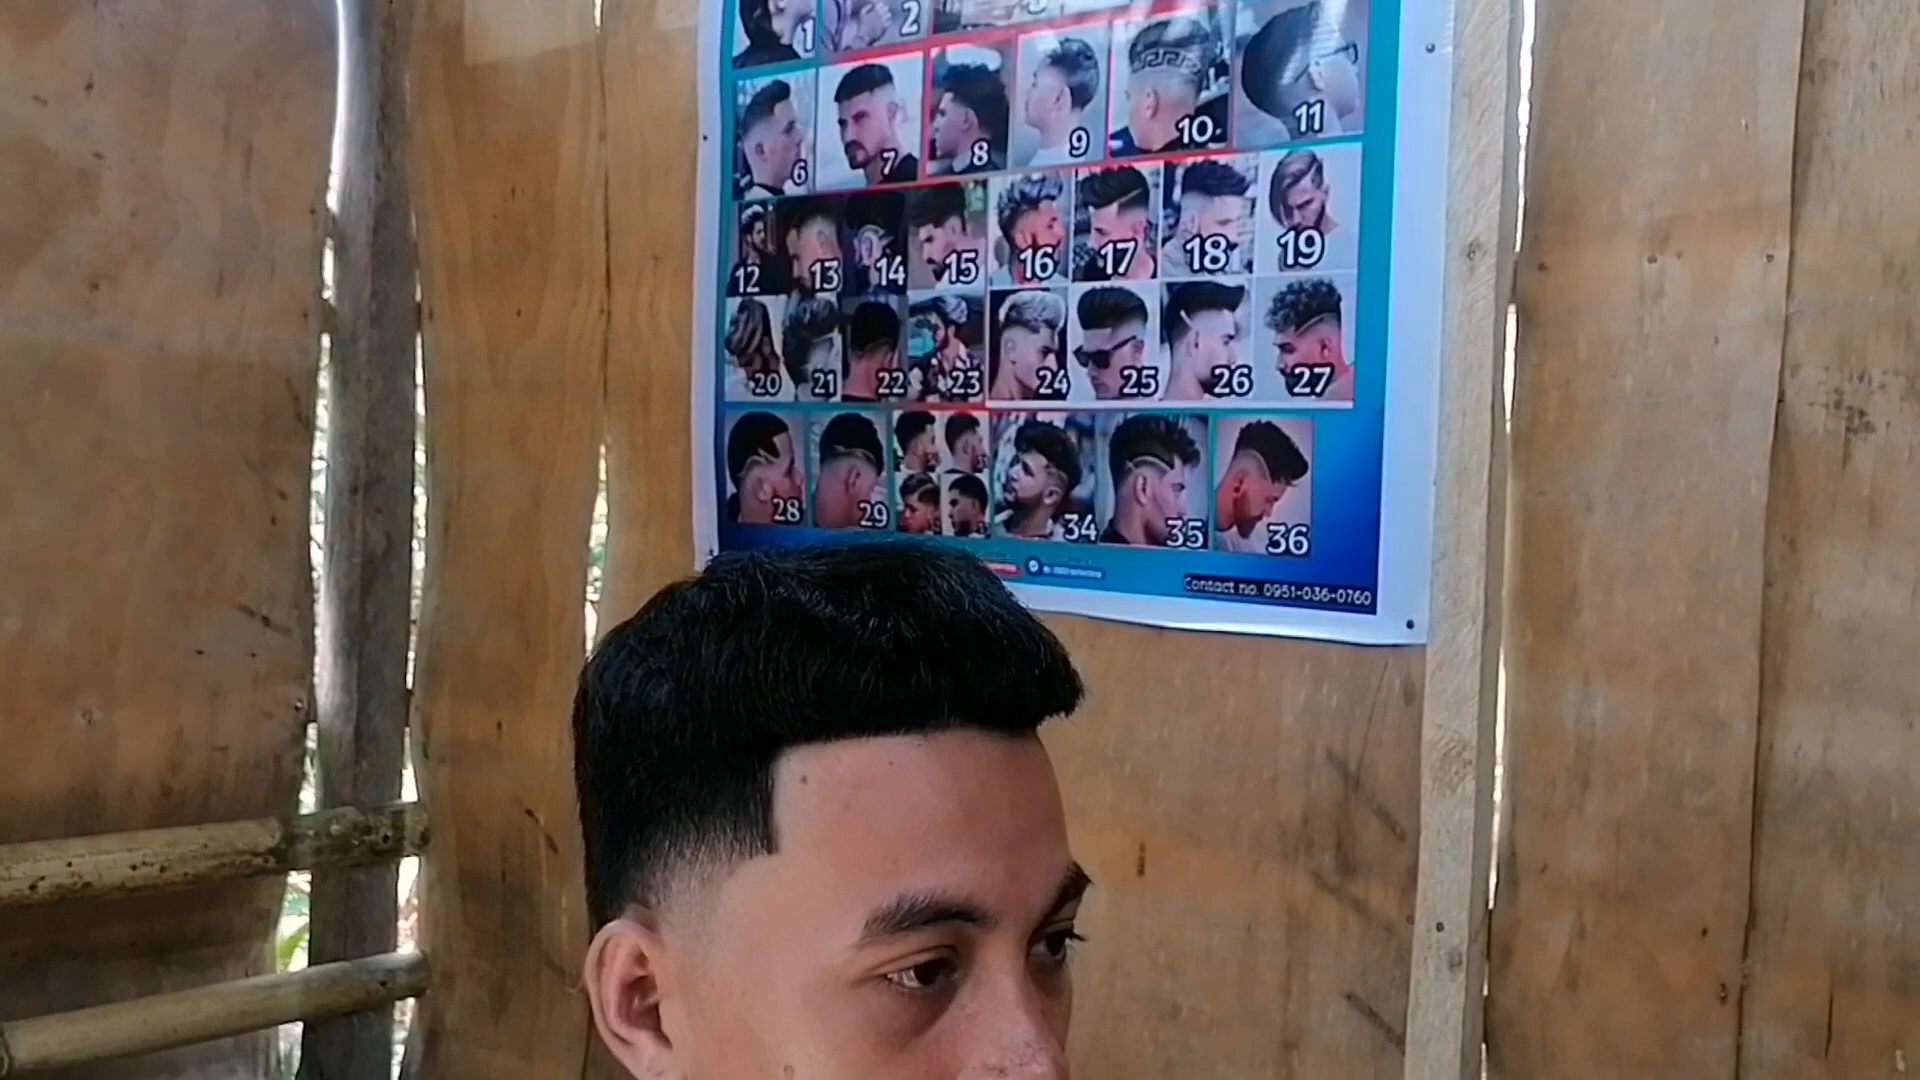 1 2 3
6 7 8 9 10 11
12 13 14 15 16 17 18 19
20 21 22 23 24 25 26 27
28 29 34 35 36
Contact no. 0951-036-0760